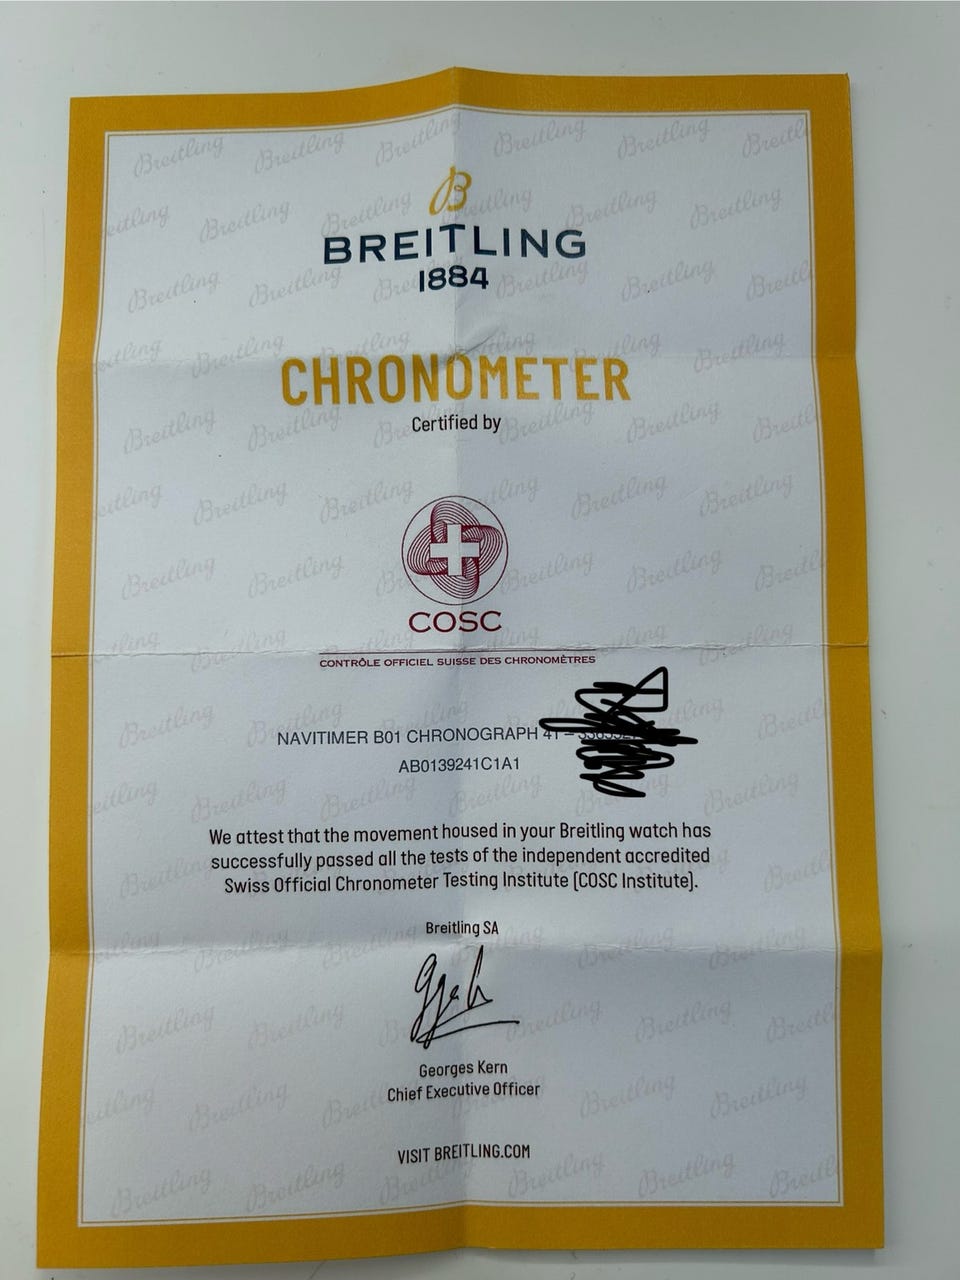 B
BREITLING
1884
CHRONOMETER
Certified by
COSC
CONTRÔLE OFFICIEL SUISSE DES CHRONOMÈTRES
NAVITIMER B01 CHRONOGRAPH 41 –
AB0139241C1A1
We attest that the movement housed in your Breitling watch has
successfully passed all the tests of the independent accredited
Swiss Official Chronometer Testing Institute (COSC Institute).
Breitling SA
Georges Kern
Chief Executive Officer
VISIT BREITLING.COM